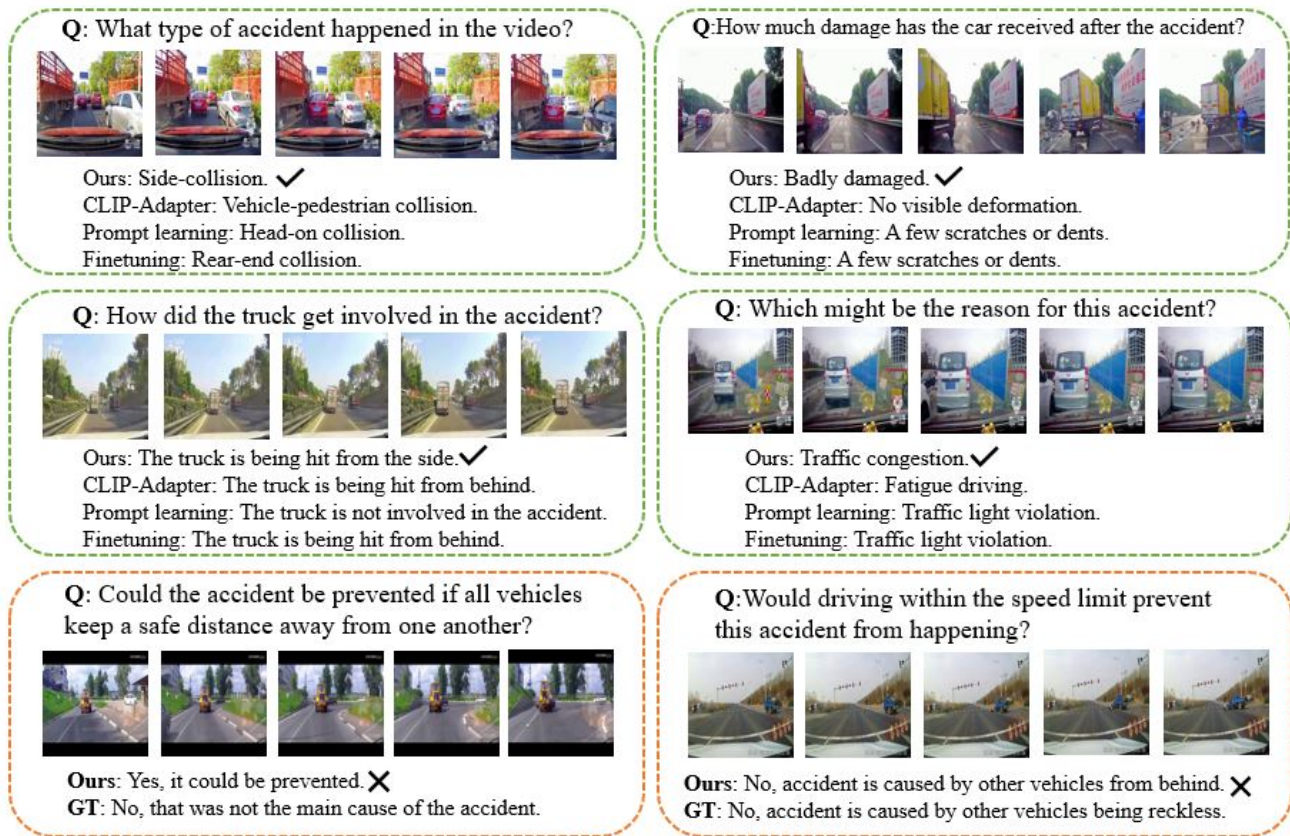 Q: What type of accident happened in the video?
Ours: Side-collision. ✓
CLIP-Adapter: Vehicle-pedestrian collision.
Prompt learning: Head-on collision.
Finetuning: Rear-end collision.
Q:How much damage has the car received after the accident?
Ours: Badly damaged. ✓
CLIP-Adapter: No visible deformation.
Prompt learning: A few scratches or dents.
Finetuning: A few scratches or dents.
Q: How did the truck get involved in the accident?
Ours: The truck is being hit from the side. ✓
CLIP-Adapter: The truck is being hit from behind.
Prompt learning: The truck is not involved in the accident.
Finetuning: The truck is being hit from behind.
Q: Which might be the reason for this accident?
Ours: Traffic congestion. ✓
CLIP-Adapter: Fatigue driving.
Prompt learning: Traffic light violation.
Finetuning: Traffic light violation.
Q: Could the accident be prevented if all vehicles
keep a safe distance away from one another?
Ours: Yes, it could be prevented. ✗
GT: No, that was not the main cause of the accident.
Q:Would driving within the speed limit prevent
this accident from happening?
Ours: No, accident is caused by other vehicles from behind. ✗
GT: No, accident is caused by other vehicles being reckless.